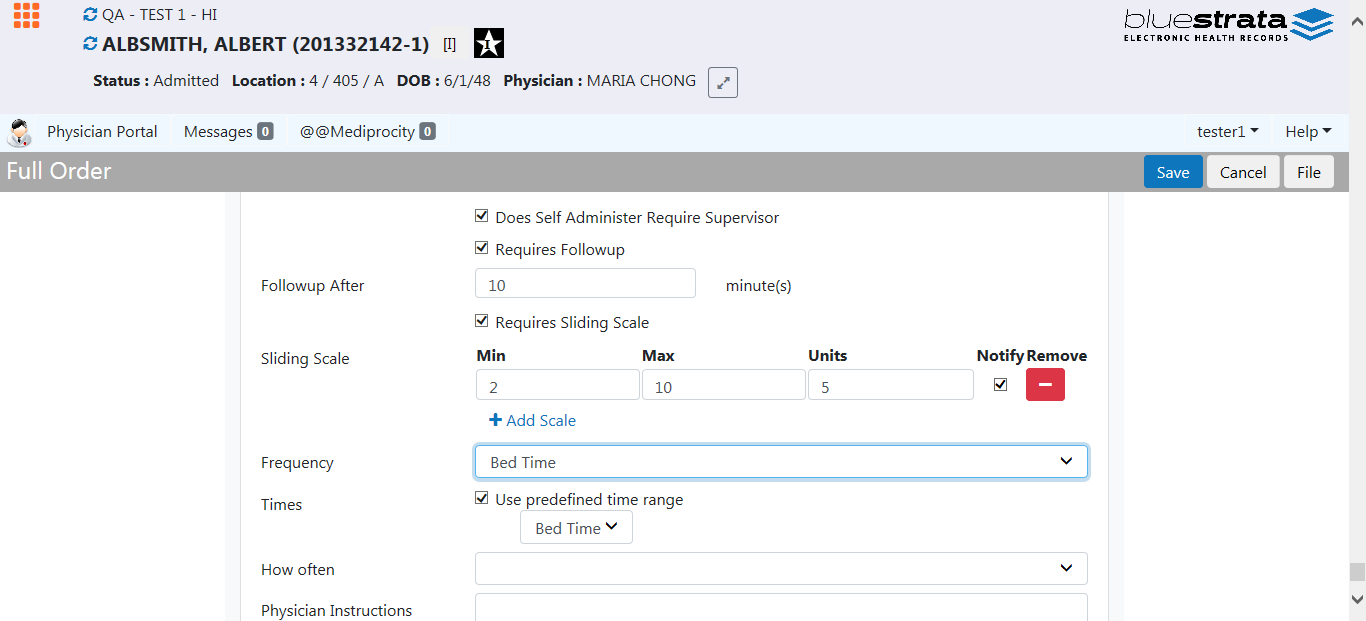 QA - TEST 1 - HI
ALBSMITH, ALBERT (201332142-1) [I] 1
bluestrata
ELECTRONIC HEALTH RECORDS
Status : Admitted Location : 4 / 405 / A DOB : 6/1/48 Physician : MARIA CHONG
Physician Portal Messages 0 @@Mediprocity 0 tester1 Help
Full Order Save Cancel File
Does Self Administer Require Supervisor
Requires Followup
Followup After 10 minute(s)
Requires Sliding Scale
Sliding Scale Min Max Units Notify Remove
2 10 5
Add Scale
Frequency Bed Time
Times Use predefined time range
Bed Time
How often
Physician Instructions